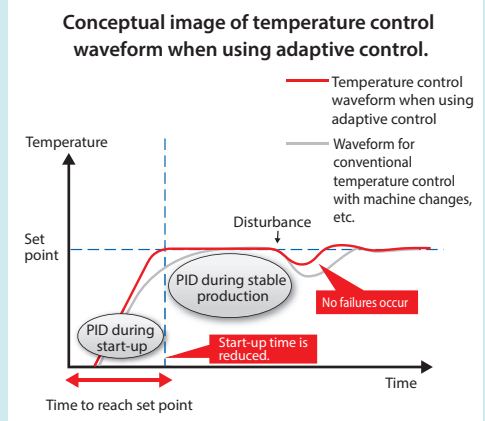 Conceptual image of temperature control
waveform when using adaptive control.
Temperature control
waveform when using
adaptive control
Waveform for
conventional
temperature control
with machine changes,
etc.
Temperature
Disturbance
Set
point
PID during stable
production
No failures occur
PID during
start-up
Start-up time is
reduced.
Time
Time to reach set point